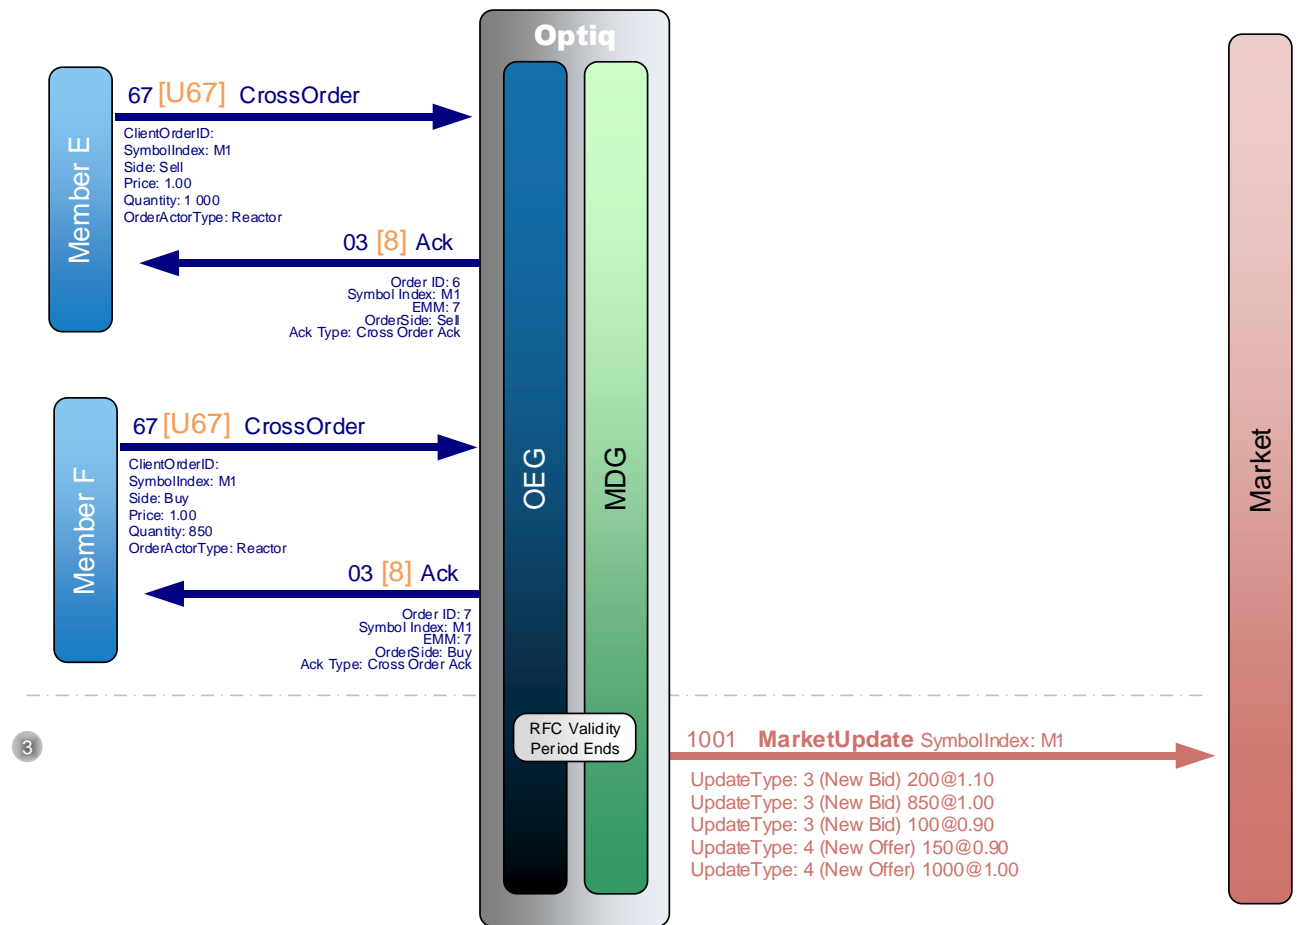 Optiq
67 [U67] CrossOrder
ClientOrderID:
SymbolIndex: M1
Side: Sell
Price: 1.00
Quantity: 1 000
OrderActorType: Reactor
Member E
03 [8] Ack
Order ID: 6
Symbol Index: M1
EMM: 7
OrderSide: Sell
Ack Type: Cross Order Ack
67 [U67] CrossOrder
ClientOrderID:
SymbolIndex: M1
Side: Buy
Price: 1.00
Quantity: 850
OrderActorType: Reactor
Member F
03 [8] Ack
Order ID: 7
Symbol Index: M1
EMM: 7
OrderSide: Buy
Ack Type: Cross Order Ack
OEG
MDG
Market
3
RFC Validity
Period Ends
1001 MarketUpdate SymbolIndex: M1
UpdateType: 3 (New Bid) 200@1.10
UpdateType: 3 (New Bid) 850@1.00
UpdateType: 3 (New Bid) 100@0.90
UpdateType: 4 (New Offer) 150@0.90
UpdateType: 4 (New Offer) 1000@1.00